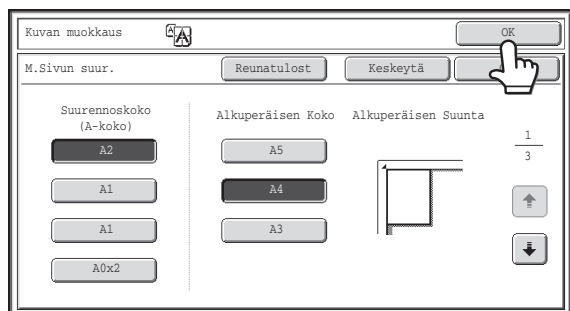 Kuvan muokkaus
OK
M.Sivun suur.
Reunatulost
Keskeytä
Suurennoskoko
(A-koko)
Alkuperäisen Koko
Alkuperäisen Suunta
A2
A5
1
3
A1
A4
A1
A3
A0x2